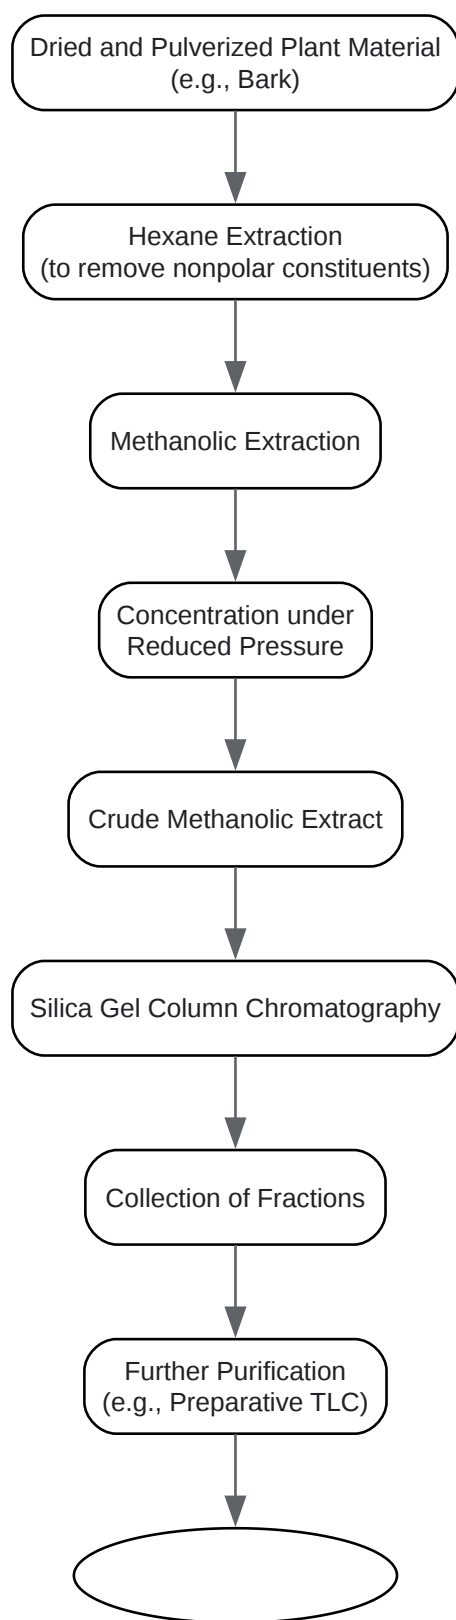 Dried and Pulverized Plant Material
(e.g., Bark)
Hexane Extraction
(to remove nonpolar constituents)
Methanolic Extraction
Concentration under
Reduced Pressure
Crude Methanolic Extract
Silica Gel Column Chromatography
Collection of Fractions
Further Purification
(e.g., Preparative TLC)